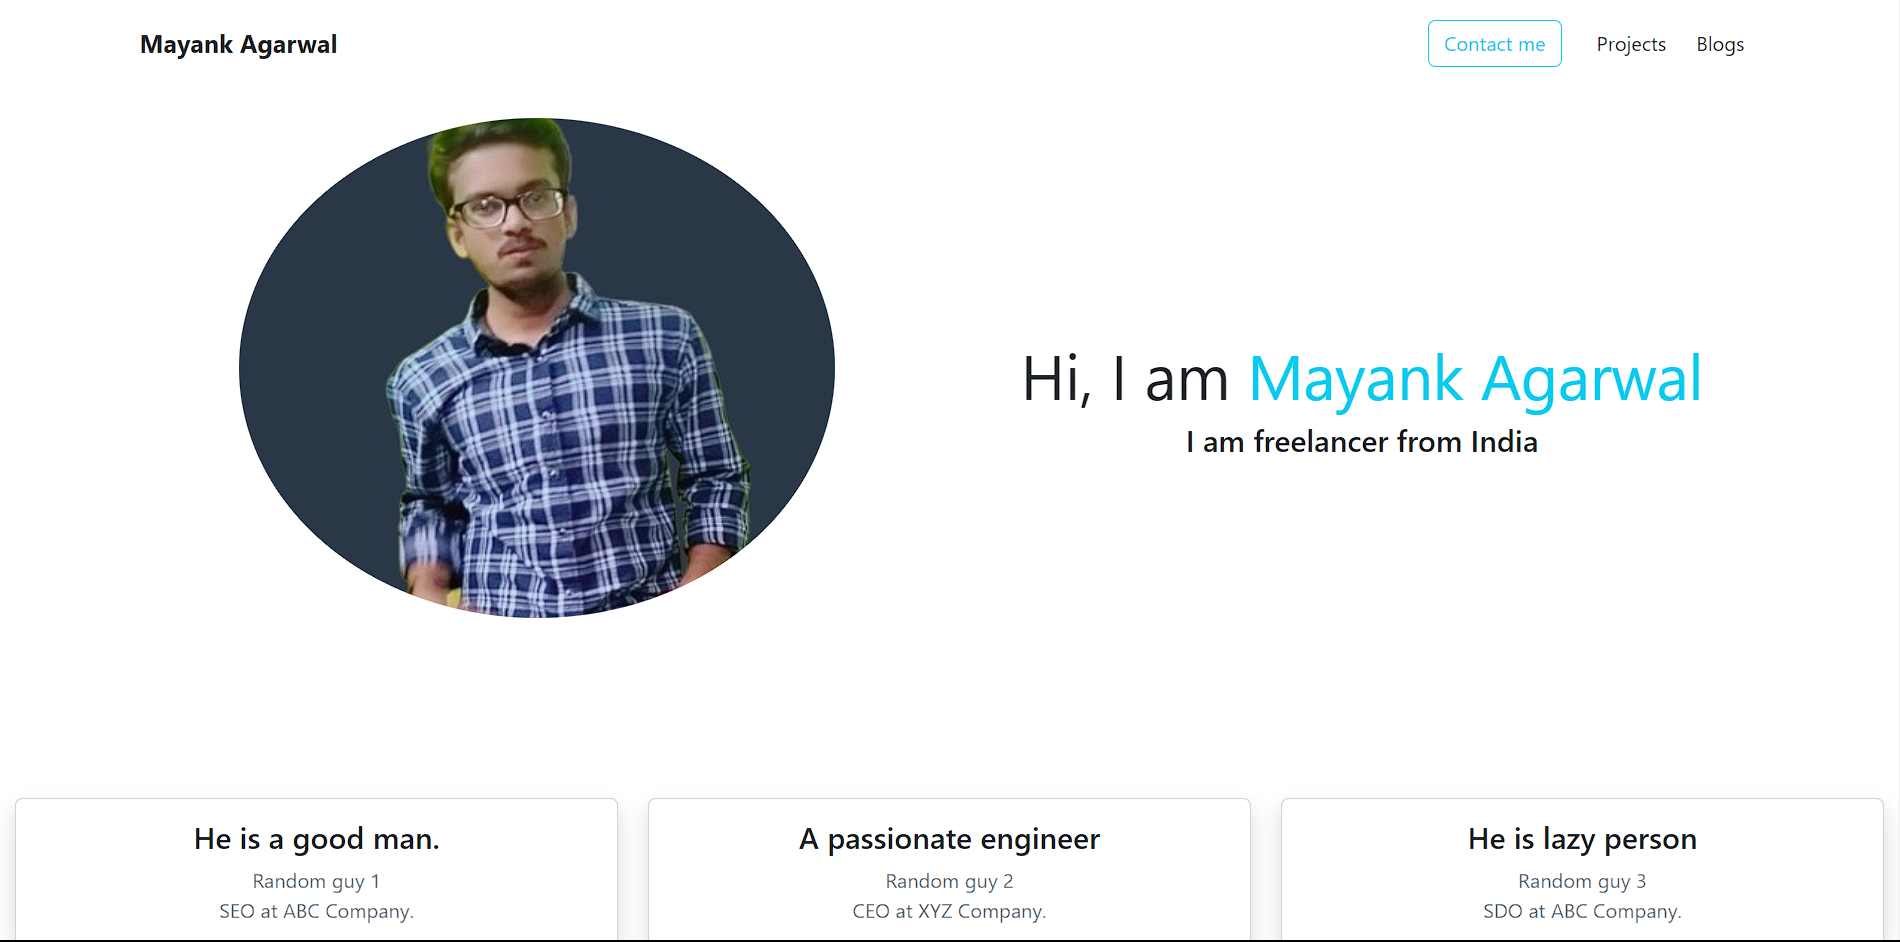 Mayank Agarwal
Contact me
Projects
Blogs
Hi, I am Mayank Agarwal
I am freelancer from India
He is a good man.
Random guy 1
SEO at ABC Company.
A passionate engineer
Random guy 2
CEO at XYZ Company.
He is lazy person
Random guy 3
SDO at ABC Company.